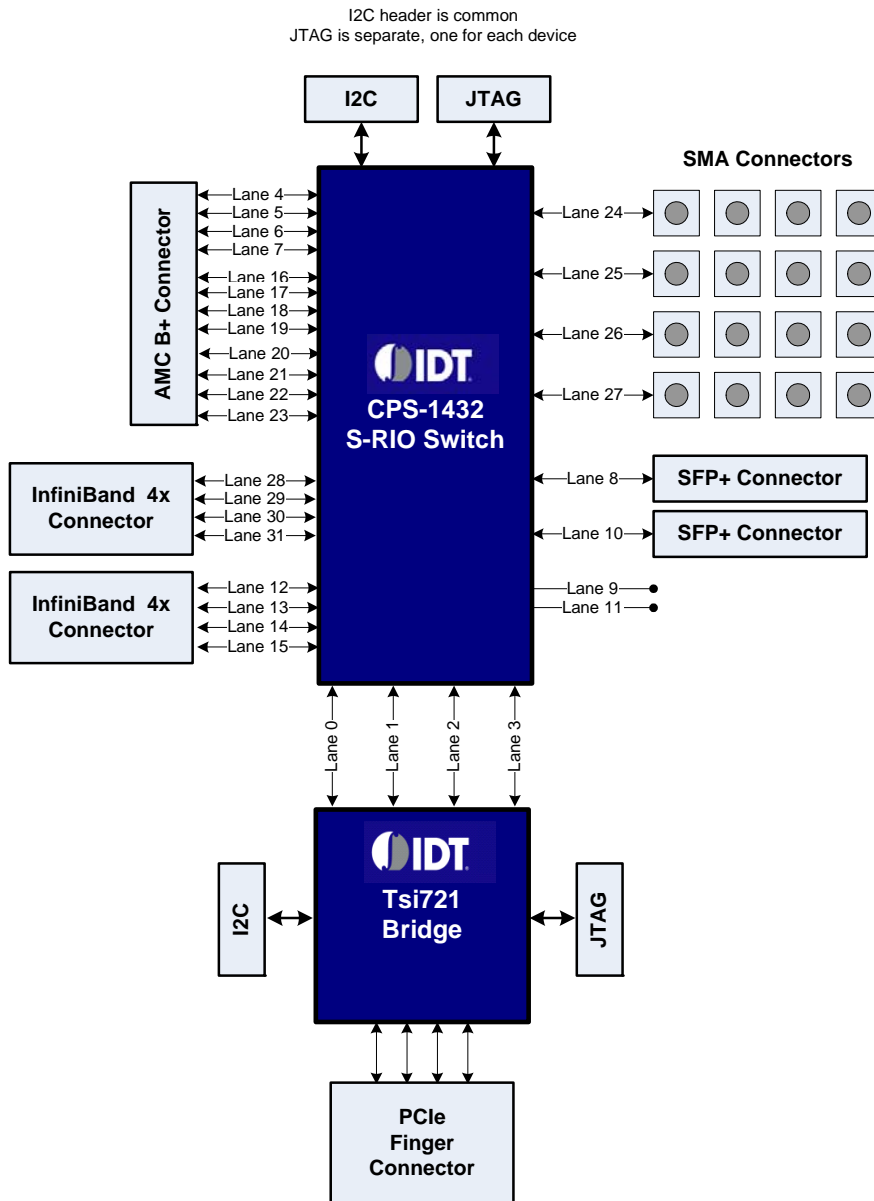 I2C header is common
JTAG is separate, one for each device
I2C
JTAG
SMA Connectors
AMC B+ Connector
Lane 4
Lane 5
Lane 6
Lane 7
Lane 16
Lane 17
Lane 18
Lane 19
Lane 20
Lane 21
Lane 22
Lane 23
IDT
CPS-1432
S-RIO Switch
Lane 24
Lane 25
Lane 26
Lane 27
InfiniBand 4x
Connector
Lane 28
Lane 29
Lane 30
Lane 31
Lane 8
SFP+ Connector
Lane 10
SFP+ Connector
InfiniBand 4x
Connector
Lane 12
Lane 13
Lane 14
Lane 15
Lane 9
Lane 11
Lane 0
Lane 1
Lane 2
Lane 3
IDT
Tsi721
Bridge
I2C
JTAG
PCIe
Finger
Connector